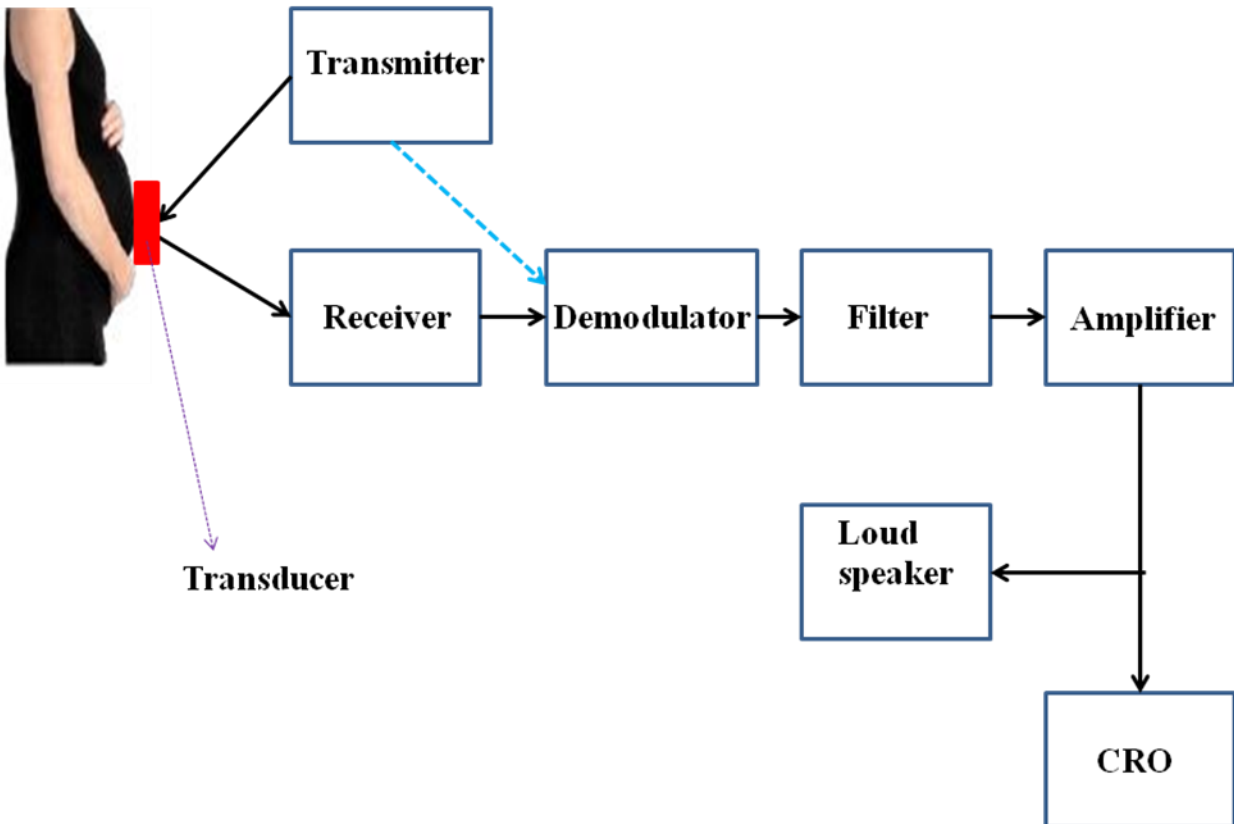 Transmitter
Receiver
Demodulator
Filter
Amplifier
Loud
speaker
Transducer
CRO